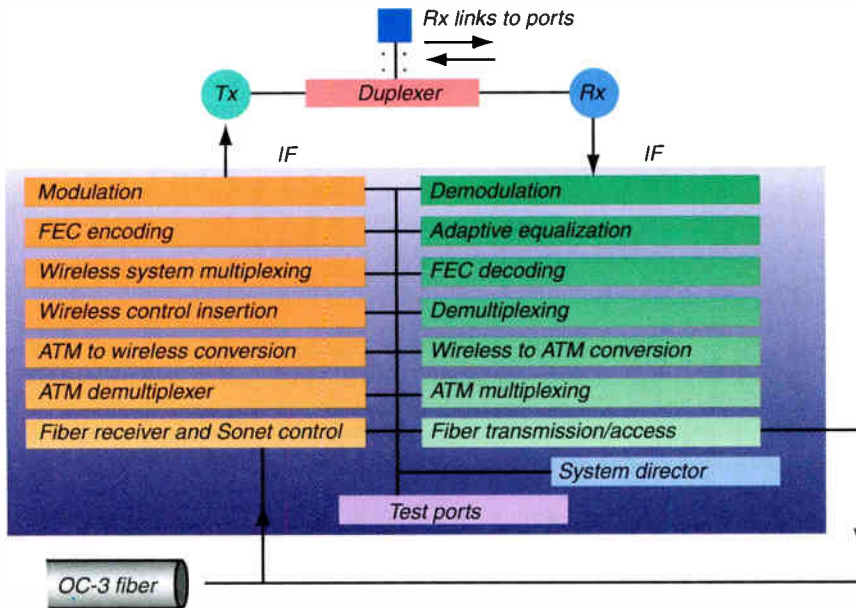 Rx links to ports
Tx
Duplexer
Rx
IF
IF
Modulation
Demodulation
FEC encoding
Adaptive equalization
Wireless system multiplexing
FEC decoding
Wireless control insertion
Demultiplexing
ATM to wireless conversion
Wireless to ATM conversion
ATM demultiplexer
ATM multiplexing
Fiber receiver and Sonet control
Fiber transmission/access
System director
Test ports
OC-3 fiber